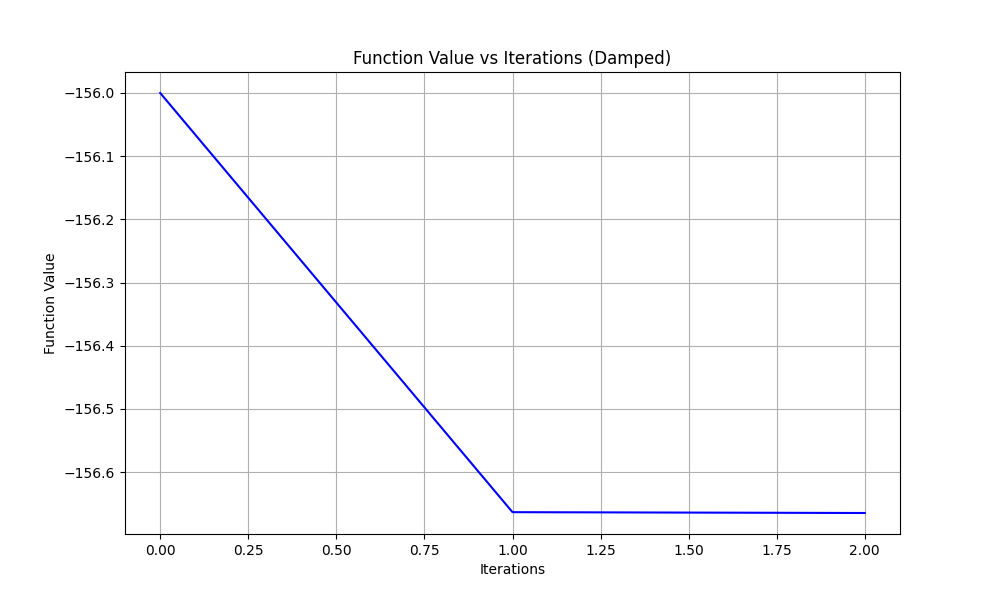 Function Value vs Iterations (Damped)
Function Value
−156.0
−156.1
−156.2
−156.3
−156.4
−156.5
−156.6
0.00 0.25 0.50 0.75 1.00 1.25 1.50 1.75 2.00
Iterations